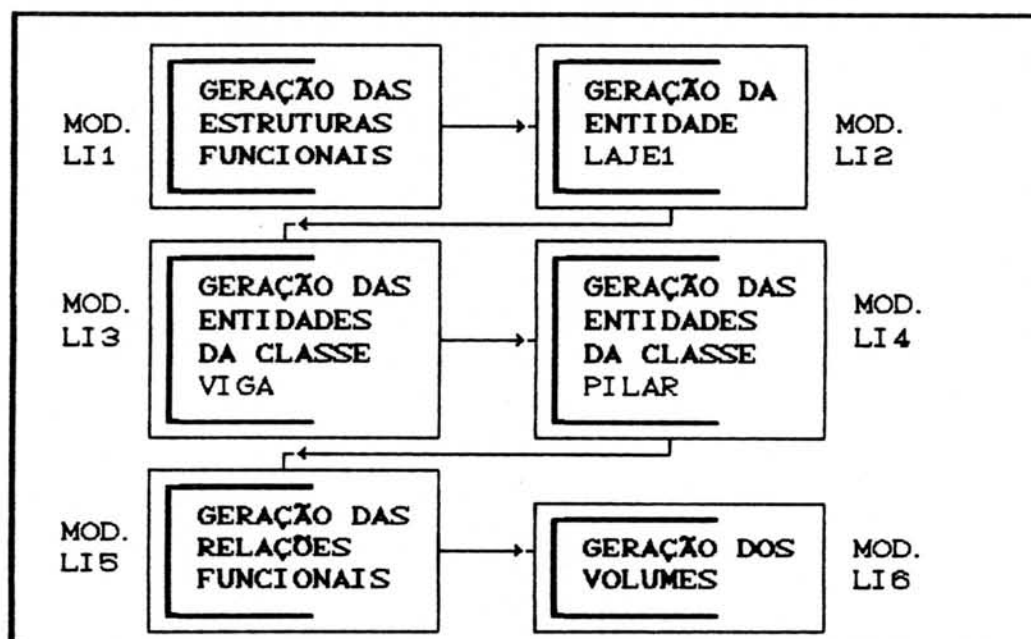 MOD.
LI1
GERAÇÃO DAS
ESTRUTURAS
FUNCIONAIS
GERAÇÃO DA
ENTIDADE
LAJE1
MOD.
LI2
MOD.
LI3
GERAÇÃO DAS
ENTIDADES
DA CLASSE
VIGA
GERAÇÃO DAS
ENTIDADES
DA CLASSE
PILAR
MOD.
LI4
MOD.
LI5
GERAÇÃO DAS
RELAÇÕES
FUNCIONAIS
GERAÇÃO DOS
VOLUMES
MOD.
LI6